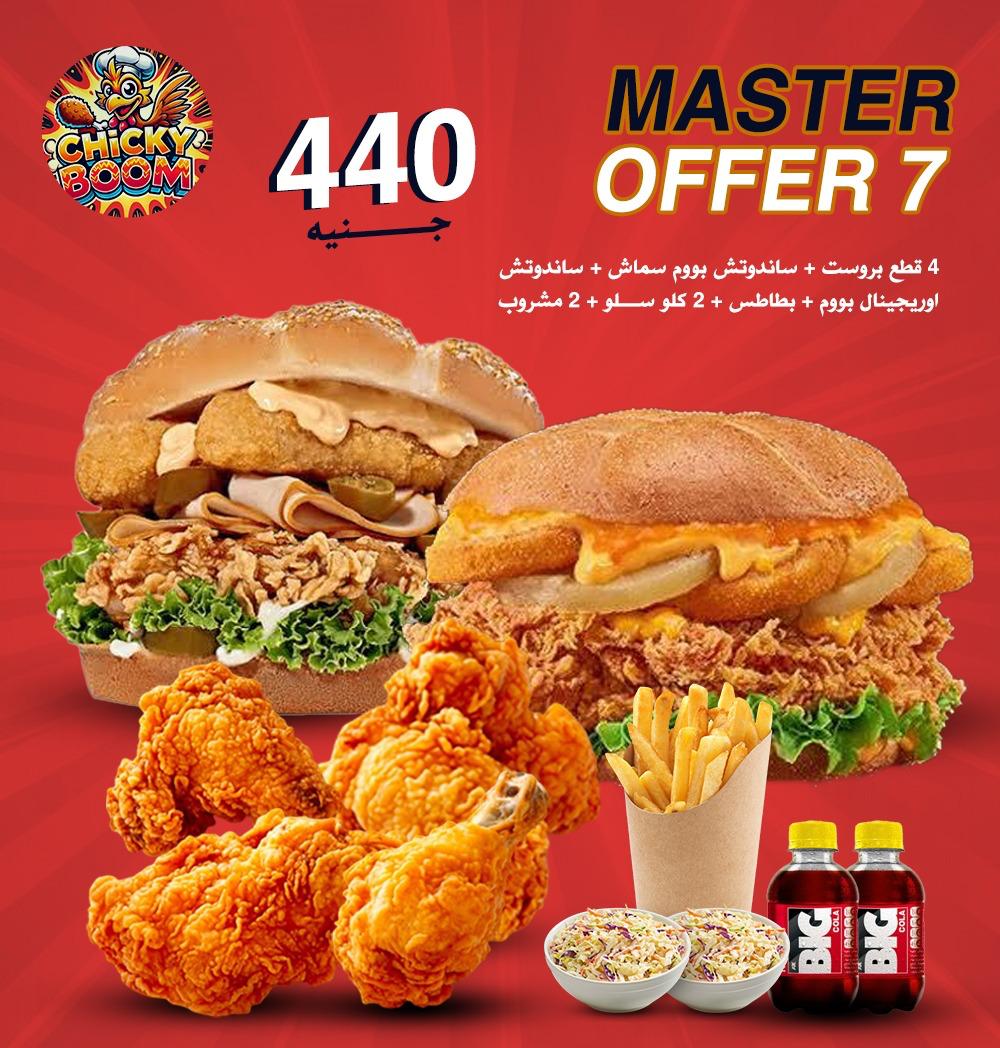 CHICKY
BOOM
440
جنيه
MASTER
OFFER 7
4 قطع بروست + ساندوتش بووم سماش + ساندوتش
اوريجينال بووم + بطاطس + 2 كلو سلو + 2 مشروب
BIG
COLA
BIG
COLA